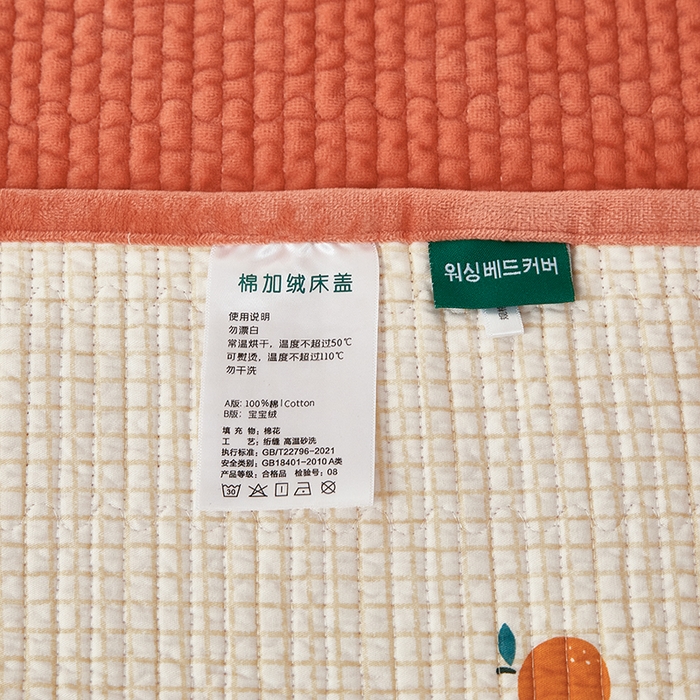 棉加绒床盖
워싱베드커버
使用说明
勿漂白
常温烘干，温度不超过50℃
可熨烫，温度不超过110℃
勿干洗
A版: 100%棉|Cotton
B版: 宝宝绒
填 充 物: 棉花
工 艺: 绗缝 高温砂洗
执行标准: GB/T22796-2021
安全类别: GB18401-2010 A类
产品等级: 合格品 检验号: 08
30